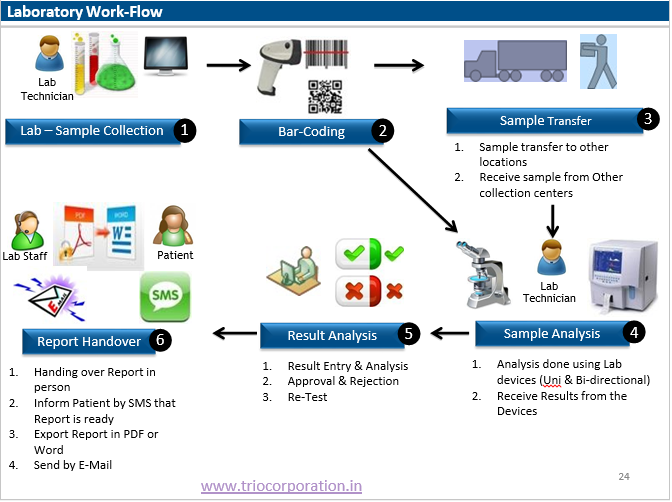 Laboratory Work-Flow
Lab
Technician
Lab – Sample Collection 1
Bar-Coding 2
Sample Transfer 3
1. Sample transfer to other
locations
2. Receive sample from Other
collection centers
Lab
Technician
Sample Analysis 4
1. Analysis done using Lab
devices (Uni & Bi-directional)
2. Receive Results from the
Devices
Result Analysis 5
1. Result Entry & Analysis
2. Approval & Rejection
3. Re-Test
Lab Staff
PDF
WORD
W
Patient
E-Mail
SMS
Report Handover 6
1. Handing over Report in
person
2. Inform Patient by SMS that
Report is ready
3. Export Report in PDF or
Word
4. Send by E-Mail
www.triocorporation.in
24